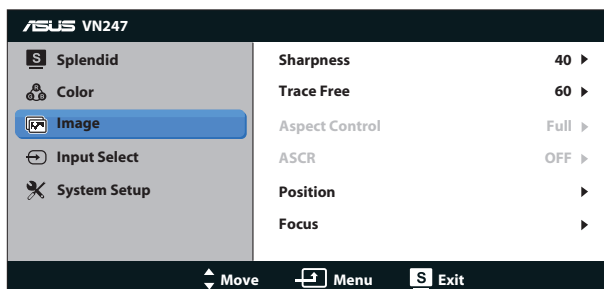 ASUS VN247
S Splendid
Color
Image
Input Select
System Setup
Sharpness 40
Trace Free 60
Aspect Control Full
ASCR OFF
Position
Focus
Move Menu S Exit